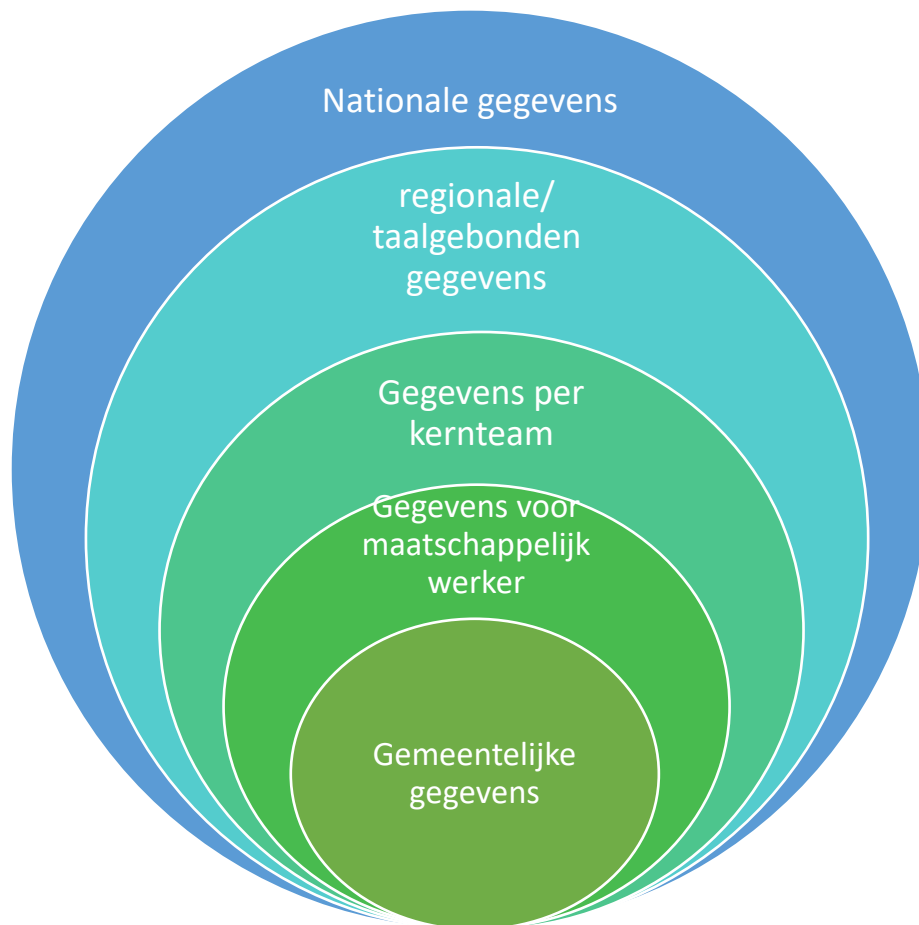 Nationale gegevens
regionale/
taalgebonden
gegevens
Gegevens per
kernteam
Gegevens voor
maatschappelijk
werker
Gemeentelijke
gegevens